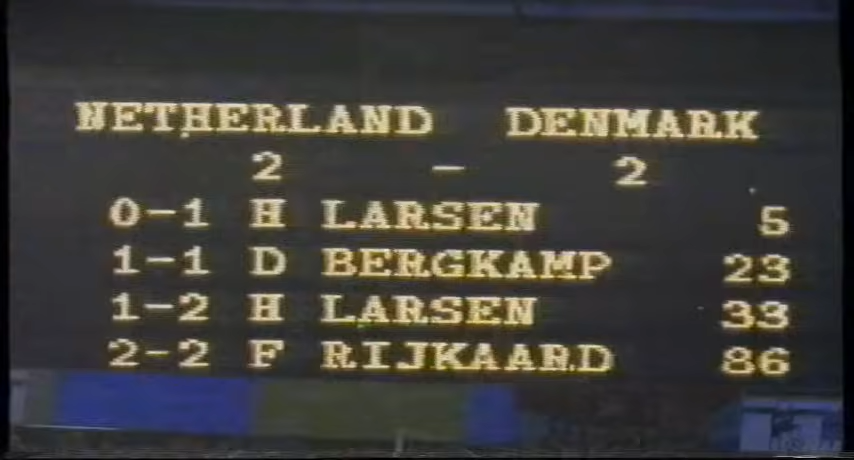 NETHERLAND DENMARK
2 - 2
0-1 H LARSEN 5
1-1 D BERGKAMP 23
1-2 H LARSEN 33
2-2 F RIJKAARD 86